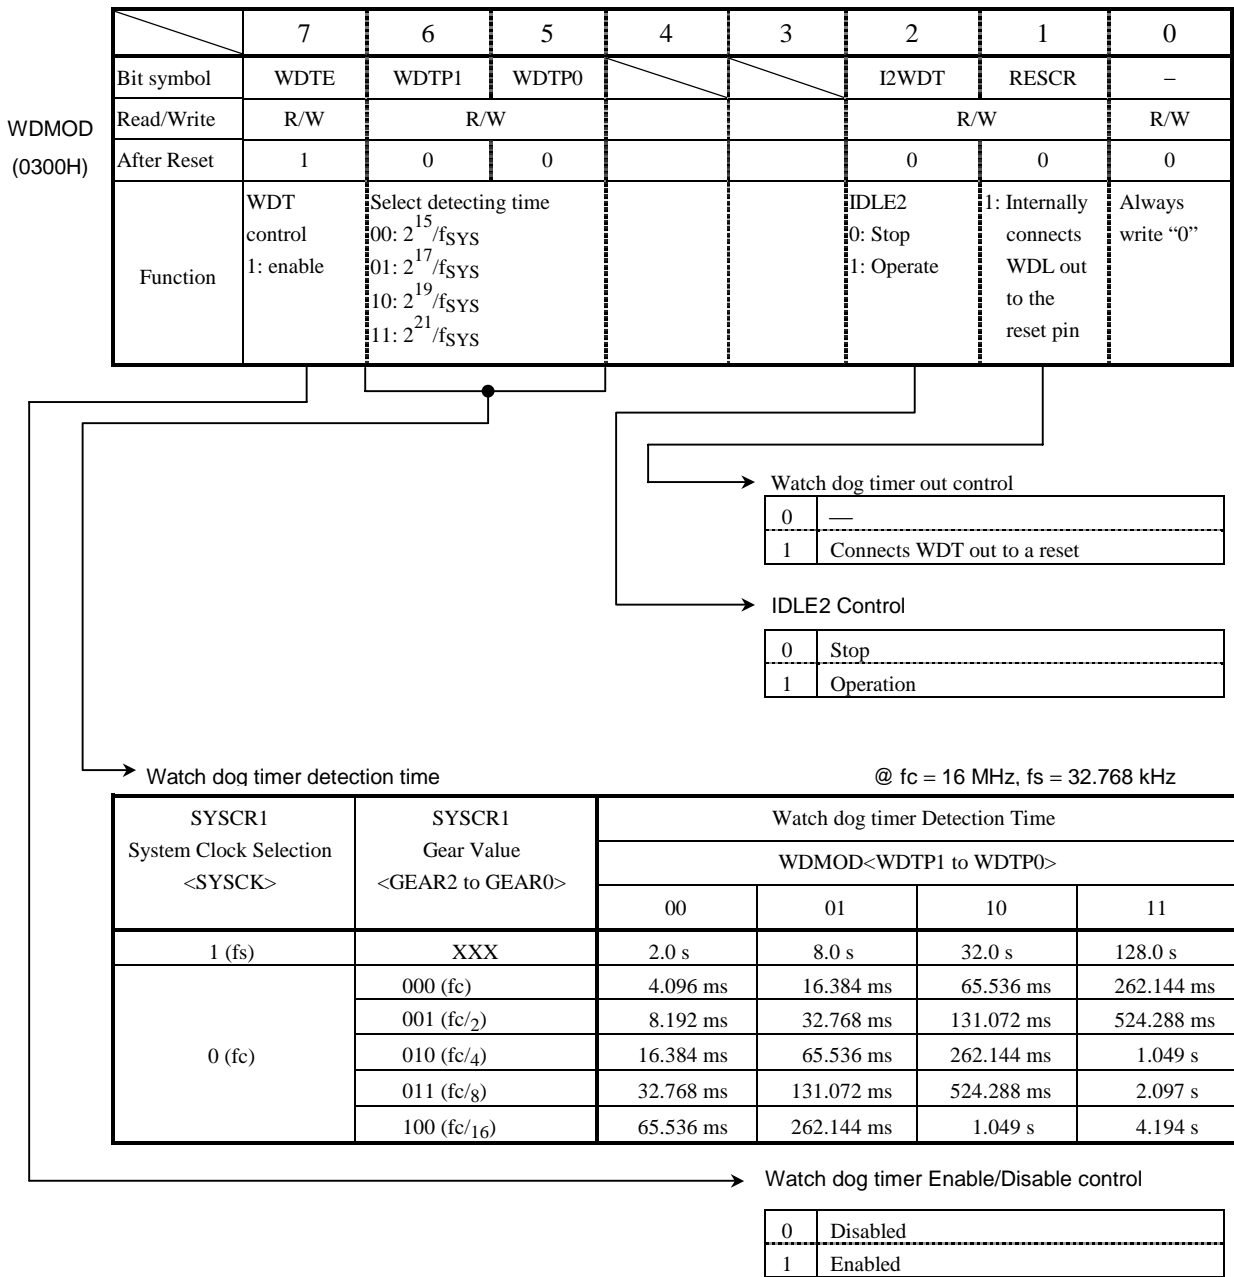 7 6 5 4 3 2 1 0
Bit symbol WDTE WDTP1 WDTP0 I2WDT RESCR –
WDMOD
(0300H)
Read/Write R/W R/W R/W R/W
After Reset 1 0 0 0 0 0
Function
WDT
control
1: enable
Select detecting time
00: 2^15/fSYS
01: 2^17/fSYS
10: 2^19/fSYS
11: 2^21/fSYS
IDLE2
0: Stop
1: Operate
1: Internally
connects
WDL out
to the
reset pin
Always
write “0”
Watch dog timer out control
0 —
1 Connects WDT out to a reset
IDLE2 Control
0 Stop
1 Operation
Watch dog timer detection time @ fc = 16 MHz, fs = 32.768 kHz
SYSCR1
System Clock Selection
<SYSCK>
SYSCR1
Gear Value
<GEAR2 to GEAR0>
Watch dog timer Detection Time
WDMOD<WDTP1 to WDTP0>
00 01 10 11
1 (fs) XXX 2.0 s 8.0 s 32.0 s 128.0 s
0 (fc)
000 (fc) 4.096 ms 16.384 ms 65.536 ms 262.144 ms
001 (fc/2) 8.192 ms 32.768 ms 131.072 ms 524.288 ms
010 (fc/4) 16.384 ms 65.536 ms 262.144 ms 1.049 s
011 (fc/8) 32.768 ms 131.072 ms 524.288 ms 2.097 s
100 (fc/16) 65.536 ms 262.144 ms 1.049 s 4.194 s
Watch dog timer Enable/Disable control
0 Disabled
1 Enabled